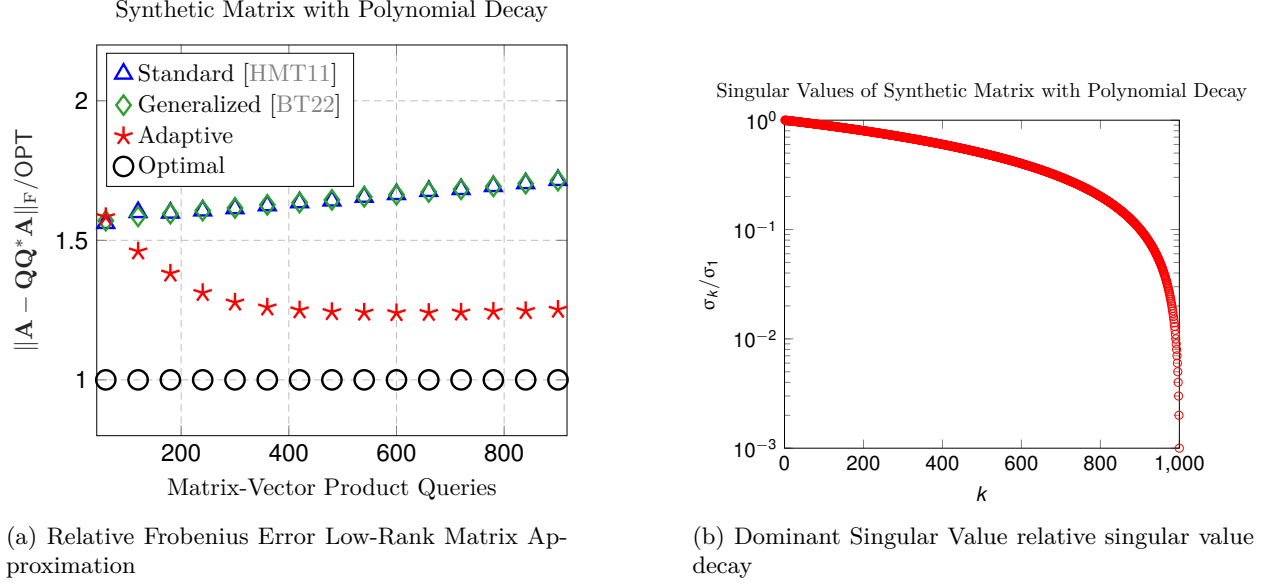 Synthetic Matrix with Polynomial Decay
‖A − QQ*A‖F/OPT
2
1.5
1
Standard [HMT11]
Generalized [BT22]
Adaptive
Optimal
200 400 600 800
Matrix-Vector Product Queries
(a) Relative Frobenius Error Low-Rank Matrix Ap-
proximation
Singular Values of Synthetic Matrix with Polynomial Decay
σk/σ1
10^0
10^−1
10^−2
10^−3
0 200 400 600 800 1,000
k
(b) Dominant Singular Value relative singular value
decay